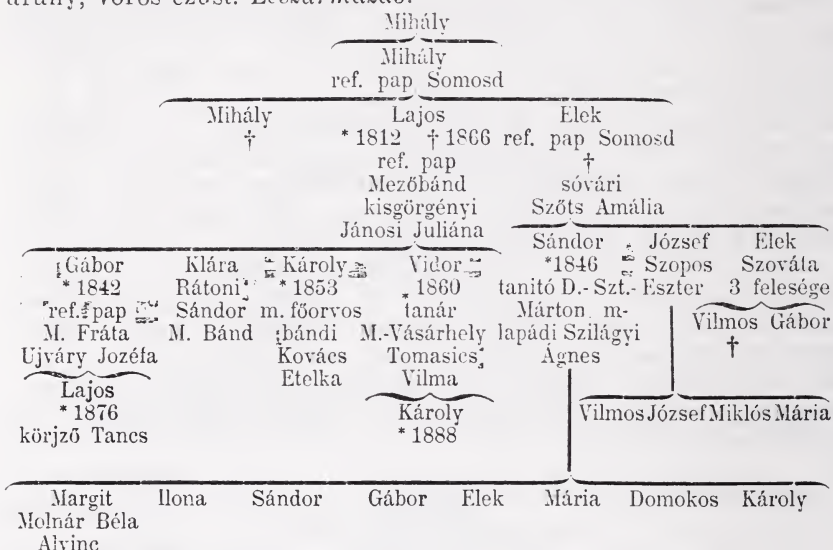 arany, vörös ezüst. Leszármazás:
Mihály
Mihály
ref. pap Somosd
Mihály Lajos Elek
† * 1812 † 1866 ref. pap Somosd
ref. pap †
Mezőbánd sóvári
kisgörgényi Szőts Amália
Jánosi Juliána
Sándor József Elek
Gábor Klára Károly Vidor *1846 Szopos Szováta
* 1842 Rátoni * 1853 1860 tanitó D.-Szt.- Eszter 3 felesége
ref. pap Sándor m. főorvos tanár Márton m- Vilmos Gábor
M. Fráta M. Bánd bándi M.-Vásárhely lapádi Szilágyi †
Ujváry Jozéfa Kovács Tomasics Ágnes
Lajos Etelka Vilma
* 1876 Károly Vilmos József Miklós Mária
körjző Tancs * 1888
Margit Ilona Sándor Gábor Elek Mária Domokos Károly
Molnár Béla
Alvinc